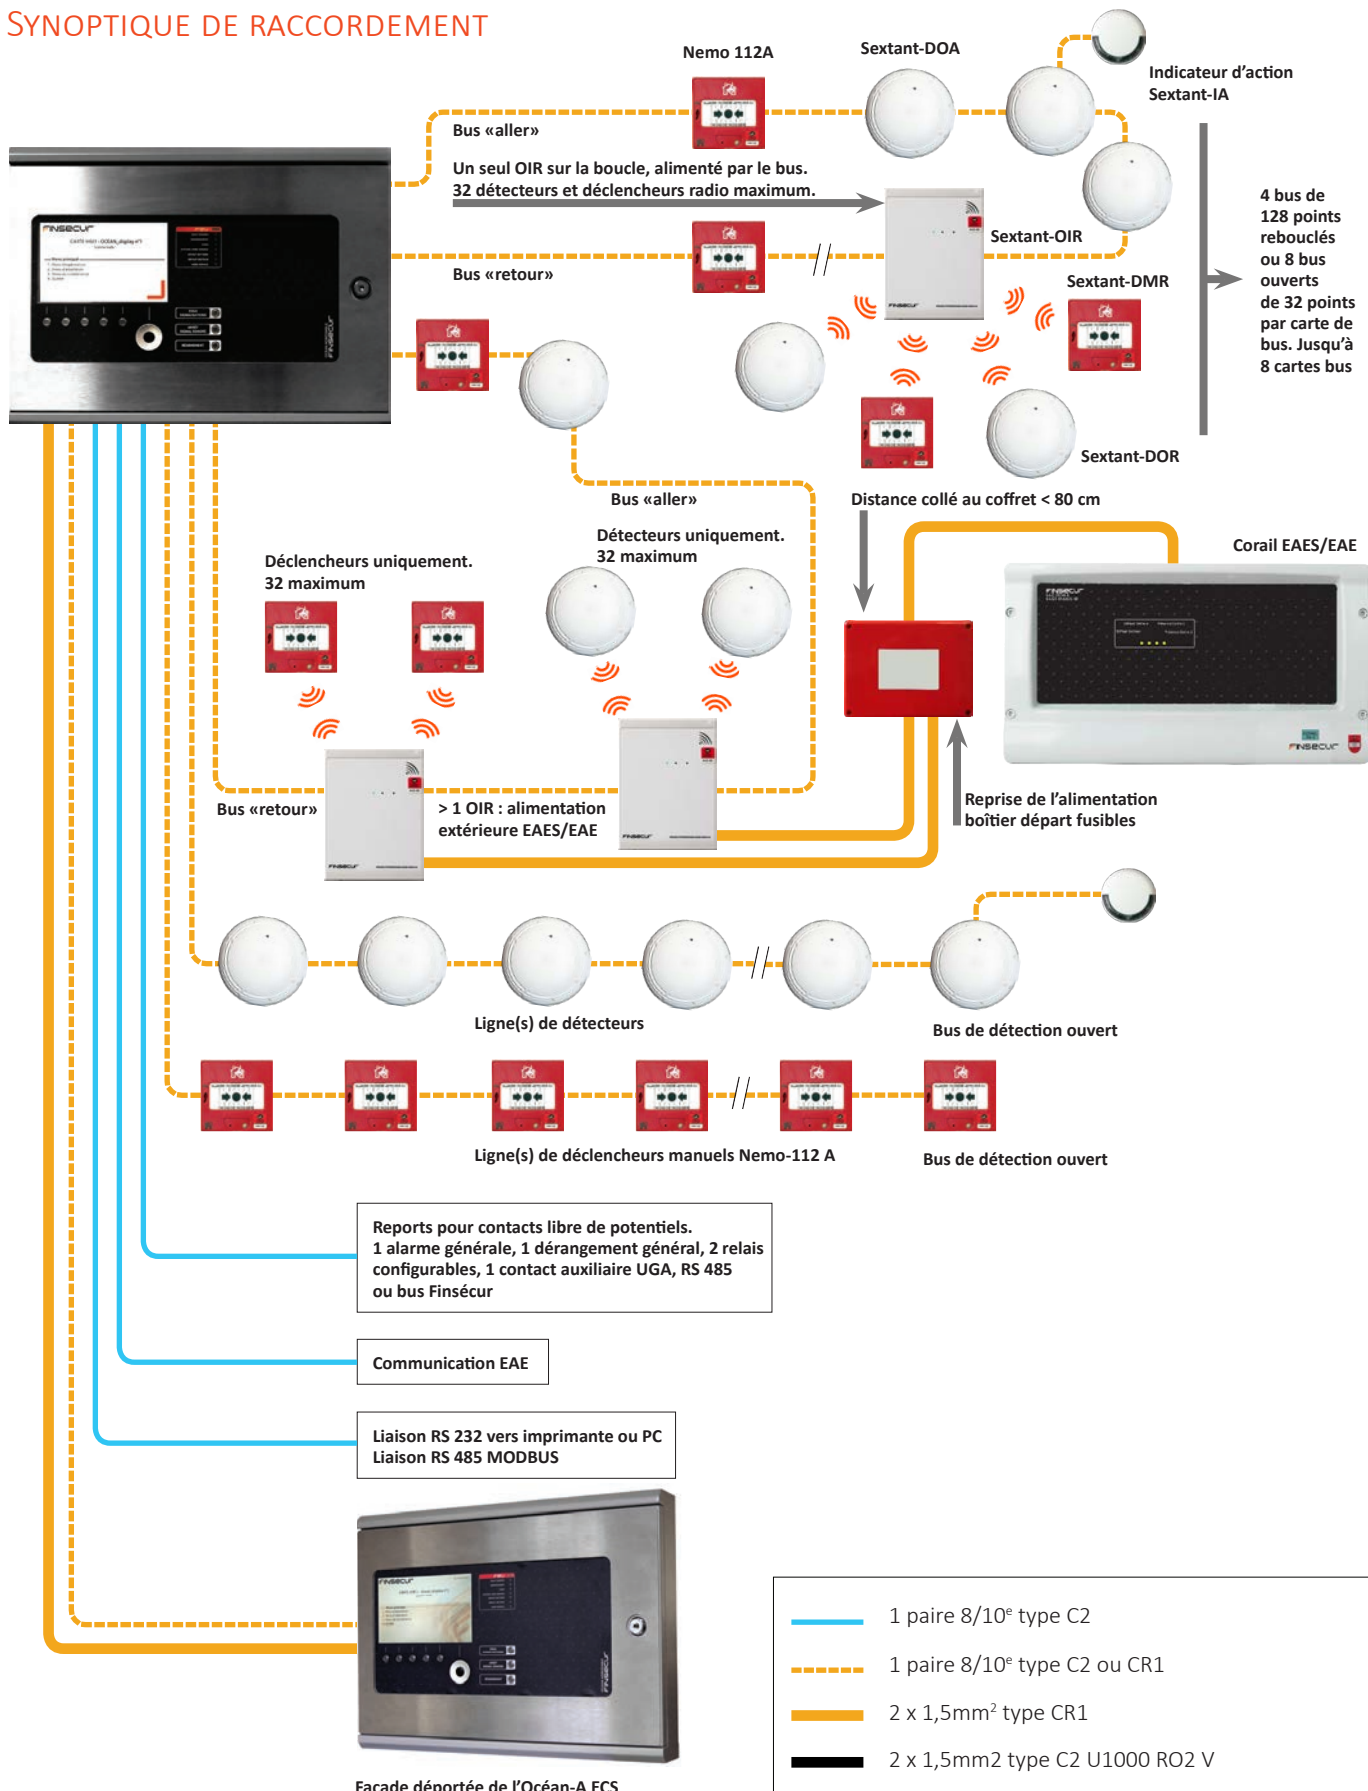 SYNOPTIQUE DE RACCORDEMENT
Nemo 112A
Sextant-DOA
Indicateur d'action
Sextant-IA
Bus «aller»
Un seul OIR sur la boucle, alimenté par le bus.
32 détecteurs et déclencheurs radio maximum.
Bus «retour»
Sextant-OIR
Sextant-DMR
Sextant-DOR
4 bus de
128 points
rebouclés
ou 8 bus
ouverts
de 32 points
par carte de
bus. Jusqu'à
8 cartes bus
FINSECUR
Bus «aller»
Distance collé au coffret < 80 cm
Détecteurs uniquement.
32 maximum
Déclencheurs uniquement.
32 maximum
Corail EAES/EAE
FINSECUR
FINSECUR
Bus «retour»
> 1 OIR : alimentation
extérieure EAES/EAE
FINSECUR
FINSECUR
Reprise de l'alimentation
boîtier départ fusibles
Ligne(s) de détecteurs
Bus de détection ouvert
Ligne(s) de déclencheurs manuels Nemo-112 A
Bus de détection ouvert
Reports pour contacts libre de potentiels.
1 alarme générale, 1 dérangement général, 2 relais
configurables, 1 contact auxiliaire UGA, RS 485
ou bus Finsécur
Communication EAE
Liaison RS 232 vers imprimante ou PC
Liaison RS 485 MODBUS
FINSECUR
Façade déportée de l'Océan-A ECS
1 paire 8/10e type C2
1 paire 8/10e type C2 ou CR1
2 x 1,5mm² type CR1
2 x 1,5mm2 type C2 U1000 RO2 V